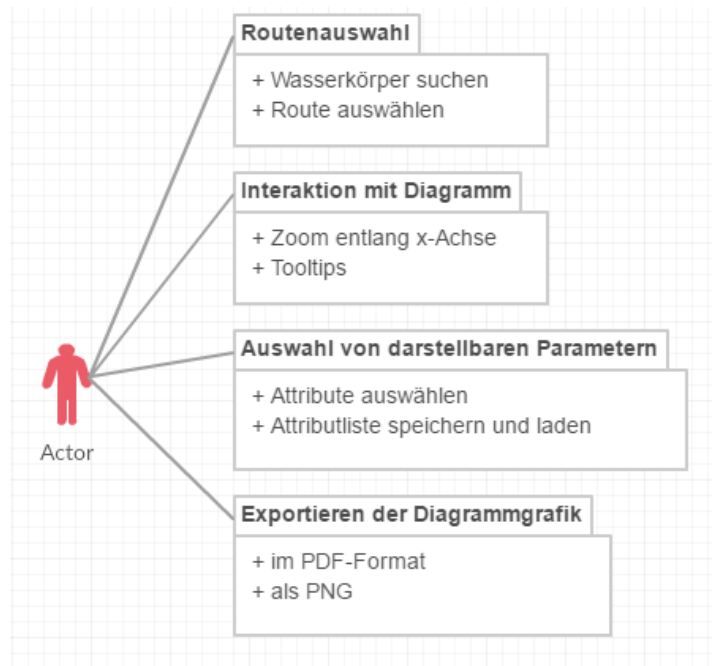 Routenauswahl
+ Wasserkörper suchen
+ Route auswählen
Interaktion mit Diagramm
+ Zoom entlang x-Achse
+ Tooltips
Auswahl von darstellbaren Parametern
+ Attribute auswählen
+ Attributliste speichern und laden
Actor
Exportieren der Diagrammgrafik
+ im PDF-Format
+ als PNG